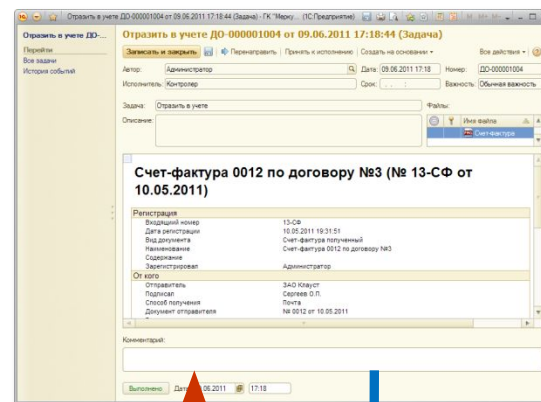 Отразить в учете ДО-000001004 от 09.06.2011 17:18:44 (Задача) - ГК "Мерку... (1С:Предприятие)
M M+ M-
Отразить в учете ДО-...
Перейти
Все задачи
История событий
Отразить в учете ДО-000001004 от 09.06.2011 17:18:44 (Задача)
Записать и закрыть Перенаправить Принять к исполнению Создать на основании Все действия
Автор: Администратор Дата: 09.06.2011 17:18 Номер: ДО-000001004
Исполнитель: Контролер Срок: . . : Важность: Обычная важность
Задача: Отразить в учете Файлы:
Описание: Имя файла
Счет-фактура
Счет-фактура 0012 по договору №3 (№ 13-СФ от
10.05.2011)
Регистрация
Входящий номер 13-СФ
Дата регистрации 10.05.2011 19:31:51
Вид документа Счет-фактура полученный
Наименование Счет-фактура 0012 по договору №3
Содержание
Зарегистрировал Администратор
От кого
Отправитель ЗАО Клауст
Подписал Сергеев О.П.
Способ получения Почта
Документ отправителя № 0012 от 10.05.2011
Комментарий:
Выполнено 06.2011 17:18